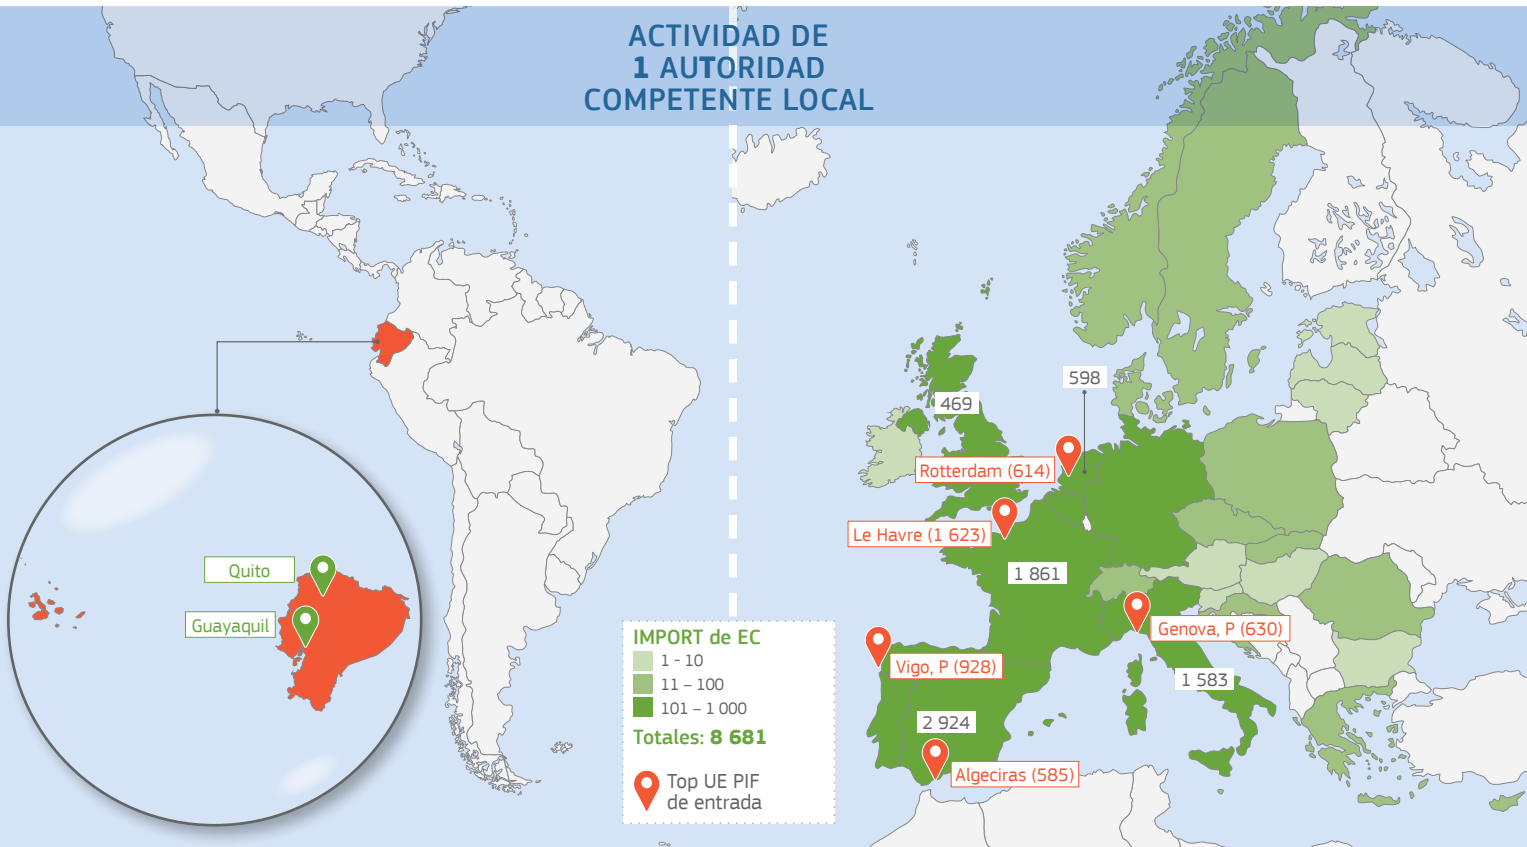 ACTIVIDAD DE
1 AUTORIDAD
COMPETENTE LOCAL
598
469
Rotterdam (614)
Le Havre (1 623)
1 861
Quito
Guayaquil
Genova, P (630)
Vigo, P (928)
1 583
2 924
Algeciras (585)
IMPORT de EC
1 - 10
11 – 100
101 – 1 000
Totales: 8 681
Top UE PIF
de entrada